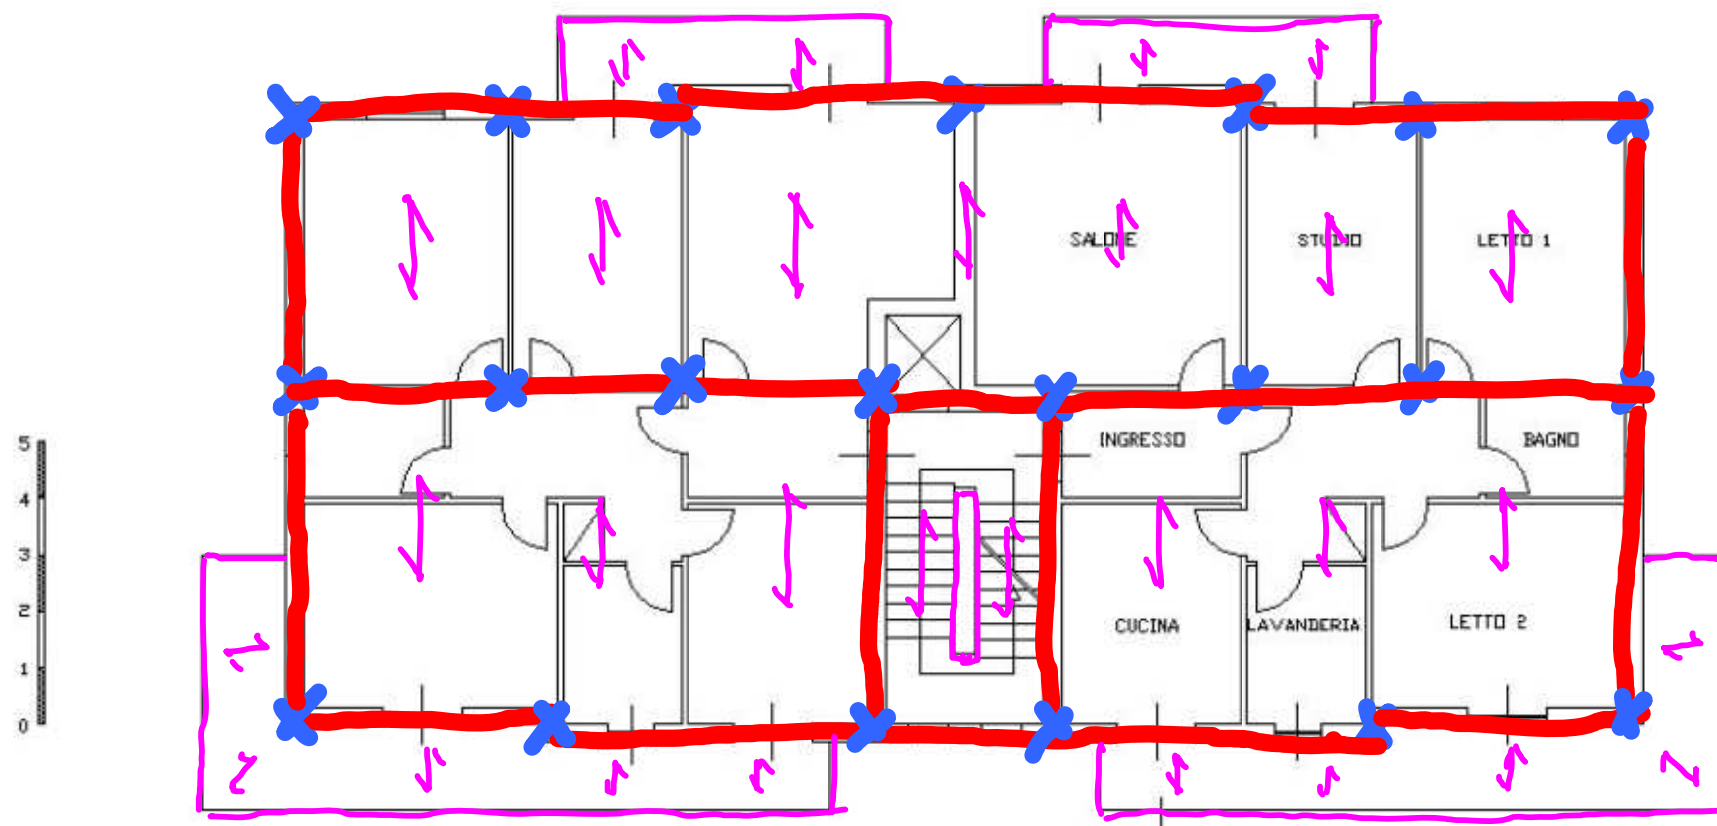 SALONE STUDIO LETTO 1
INGRESSO BAGNO
5
4
3
2
1
0
CUCINA LAVANDERIA LETTO 2